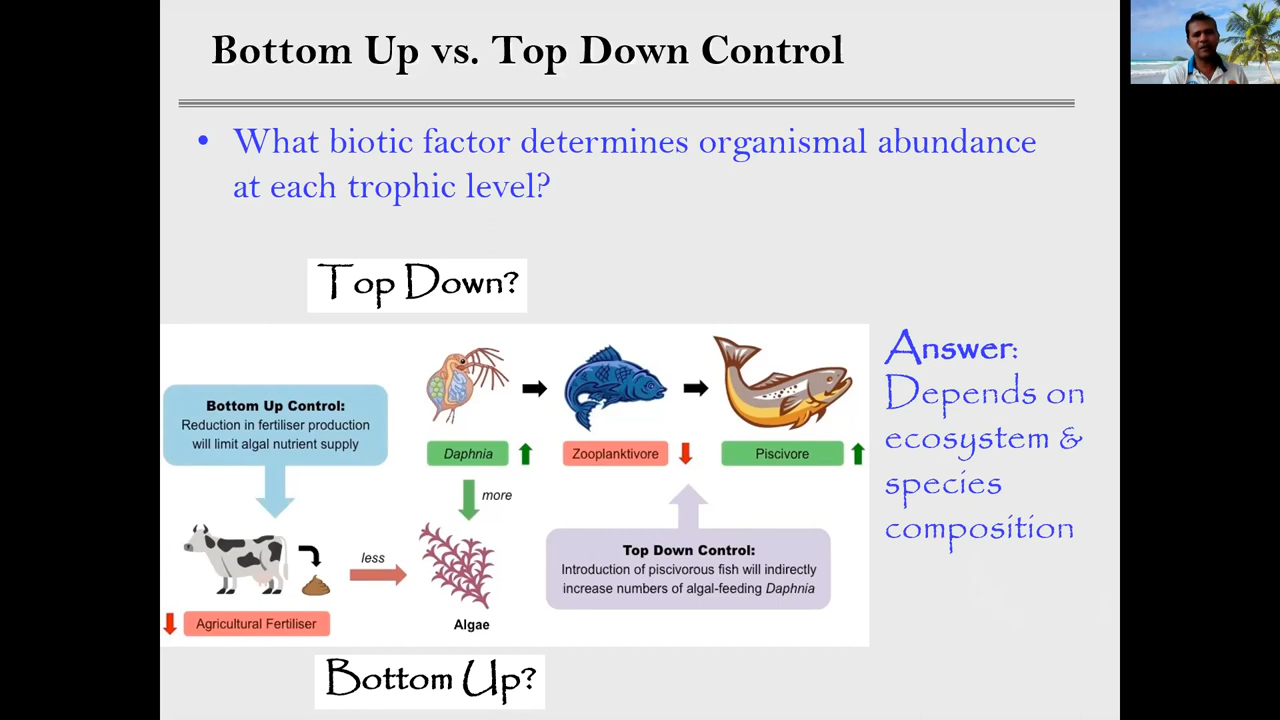 Bottom Up vs. Top Down Control
• What biotic factor determines organismal abundance
at each trophic level?
Top Down?
Answer:
Depends on
ecosystem &
species
composition
Bottom Up Control:
Reduction in fertiliser production
will limit algal nutrient supply
Daphnia
Zooplanktivore
Piscivore
more
less
Top Down Control:
Introduction of piscivorous fish will indirectly
increase numbers of algal-feeding Daphnia
Agricultural Fertiliser
Algae
Bottom Up?